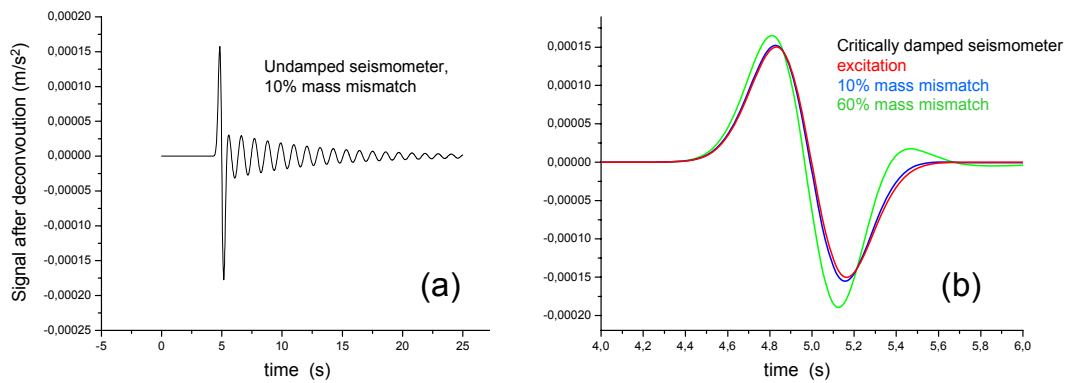 0,00020
0,00015
0,00010
0,00005
0,00000
-0,00005
-0,00010
-0,00015
-0,00020
-0,00025
Signal after deconvoution (m/s²)
Undamped seismometer,
10% mass mismatch
(a)
-5 0 5 10 15 20 25
time (s)
0,00015
0,00010
0,00005
0,00000
-0,00005
-0,00010
-0,00015
-0,00020
Critically damped seismometer
excitation
10% mass mismatch
60% mass mismatch
(b)
4,0 4,2 4,4 4,6 4,8 5,0 5,2 5,4 5,6 5,8 6,0
time (s)